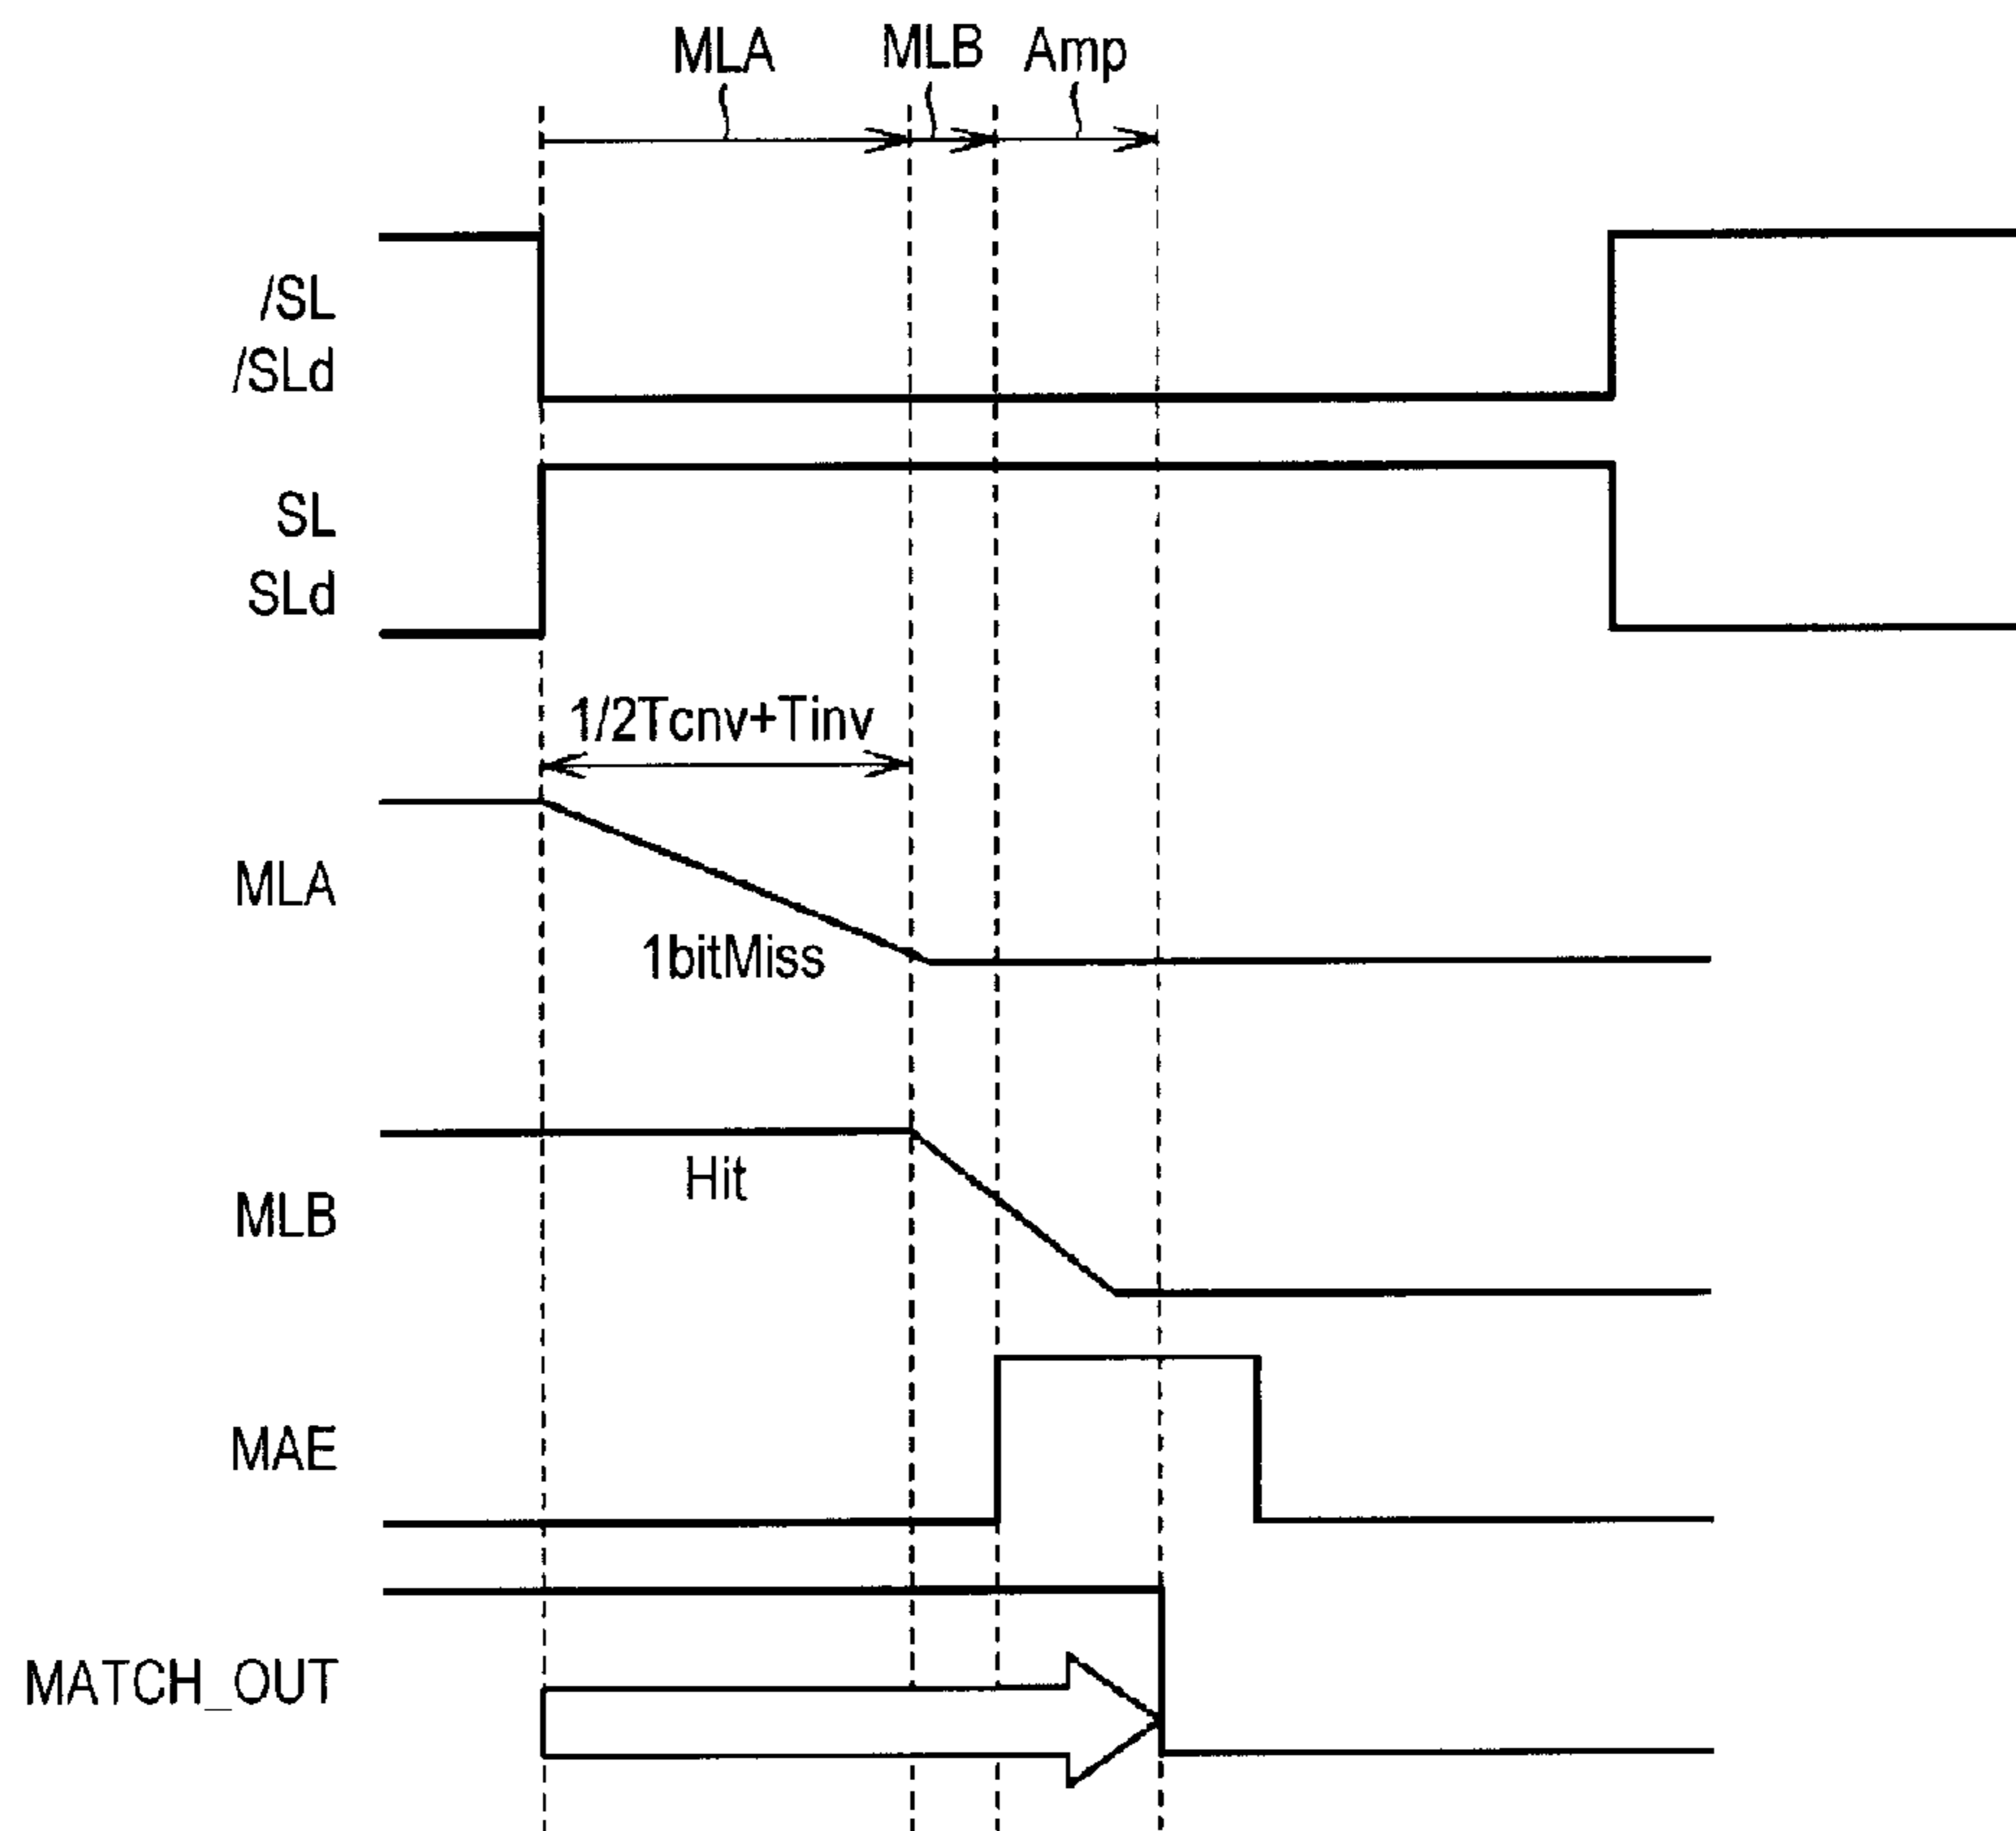 MLA MLB Amp
/SL
/SLd
SL
SLd
1/2Tcnv+Tinv
MLA
1bitMiss
Hit
MLB
MAE
MATCH_OUT